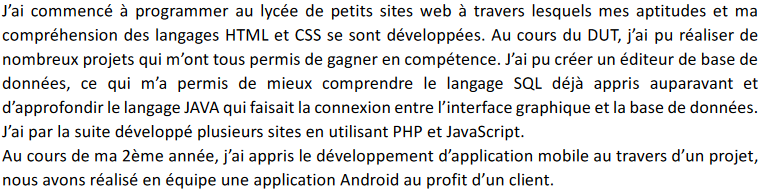 J’ai commencé à programmer au lycée de petits sites web à travers lesquels mes aptitudes et ma
compréhension des langages HTML et CSS se sont développées. Au cours du DUT, j’ai pu réaliser de
nombreux projets qui m’ont tous permis de gagner en compétence. J’ai pu créer un éditeur de base de
données, ce qui m’a permis de mieux comprendre le langage SQL déjà appris auparavant et
d’approfondir le langage JAVA qui faisait la connexion entre l’interface graphique et la base de données.
J’ai par la suite développé plusieurs sites en utilisant PHP et JavaScript.
Au cours de ma 2ème année, j’ai appris le développement d’application mobile au travers d’un projet,
nous avons réalisé en équipe une application Android au profit d’un client.